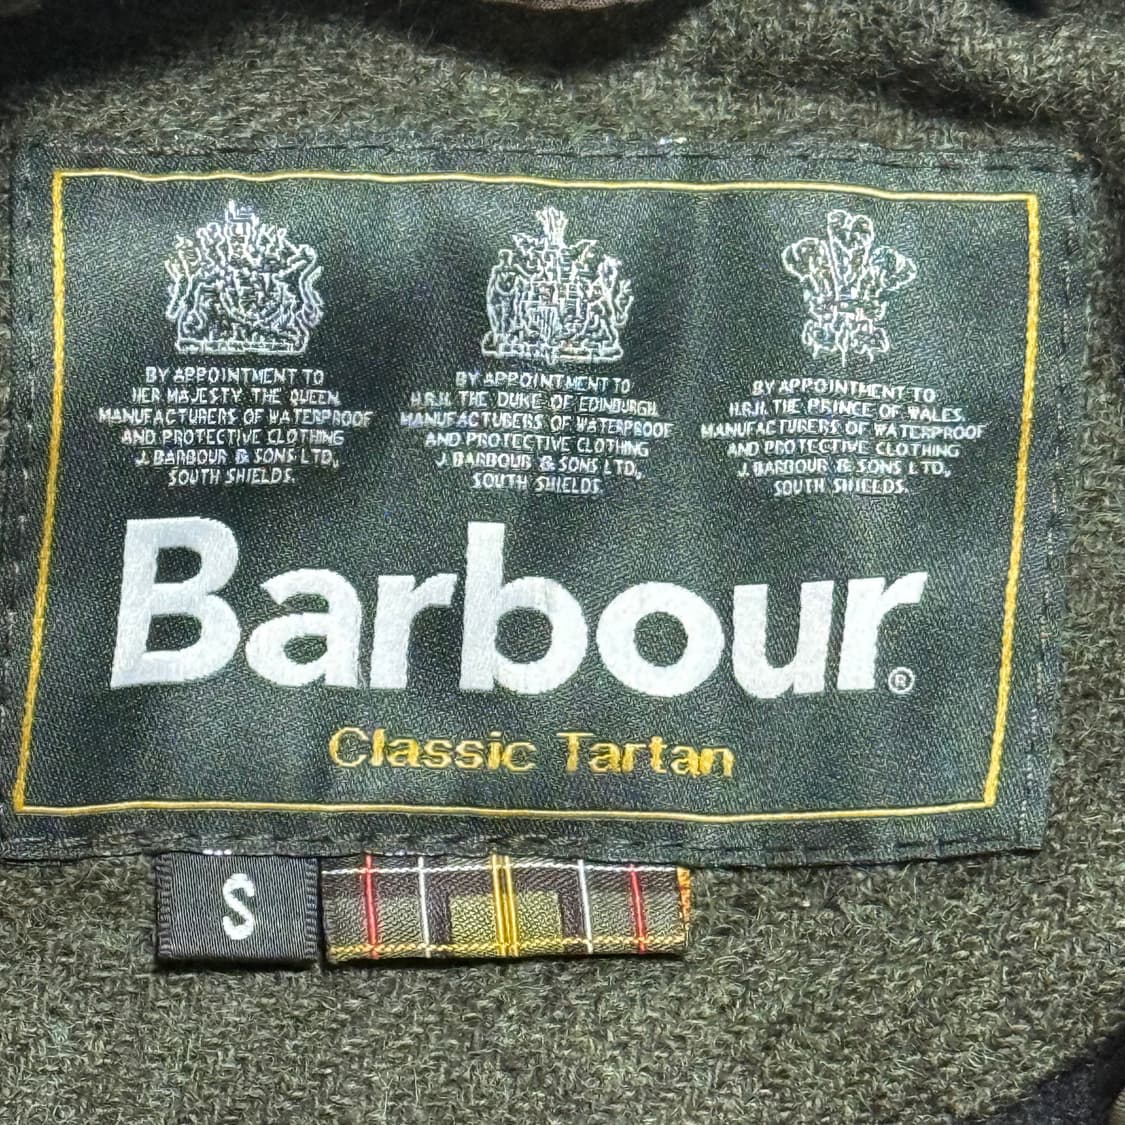 BY APPOINTMENT TO
HER MAJESTY THE QUEEN
MANUFACTURERS OF WATERPROOF
AND PROTECTIVE CLOTHING
J. BARBOUR & SONS LTD,
SOUTH SHIELDS.
BY APPOINTMENT TO
H.R.H. THE DUKE OF EDINBURGH
MANUFACTURERS OF WATERPROOF
AND PROTECTIVE CLOTHING
J. BARBOUR & SONS LTD,
SOUTH SHIELDS.
BY APPOINTMENT TO
H.R.H. THE PRINCE OF WALES
MANUFACTURERS OF WATERPROOF
AND PROTECTIVE CLOTHING
J. BARBOUR & SONS LTD,
SOUTH SHIELDS.
Barbour®
Classic Tartan
S